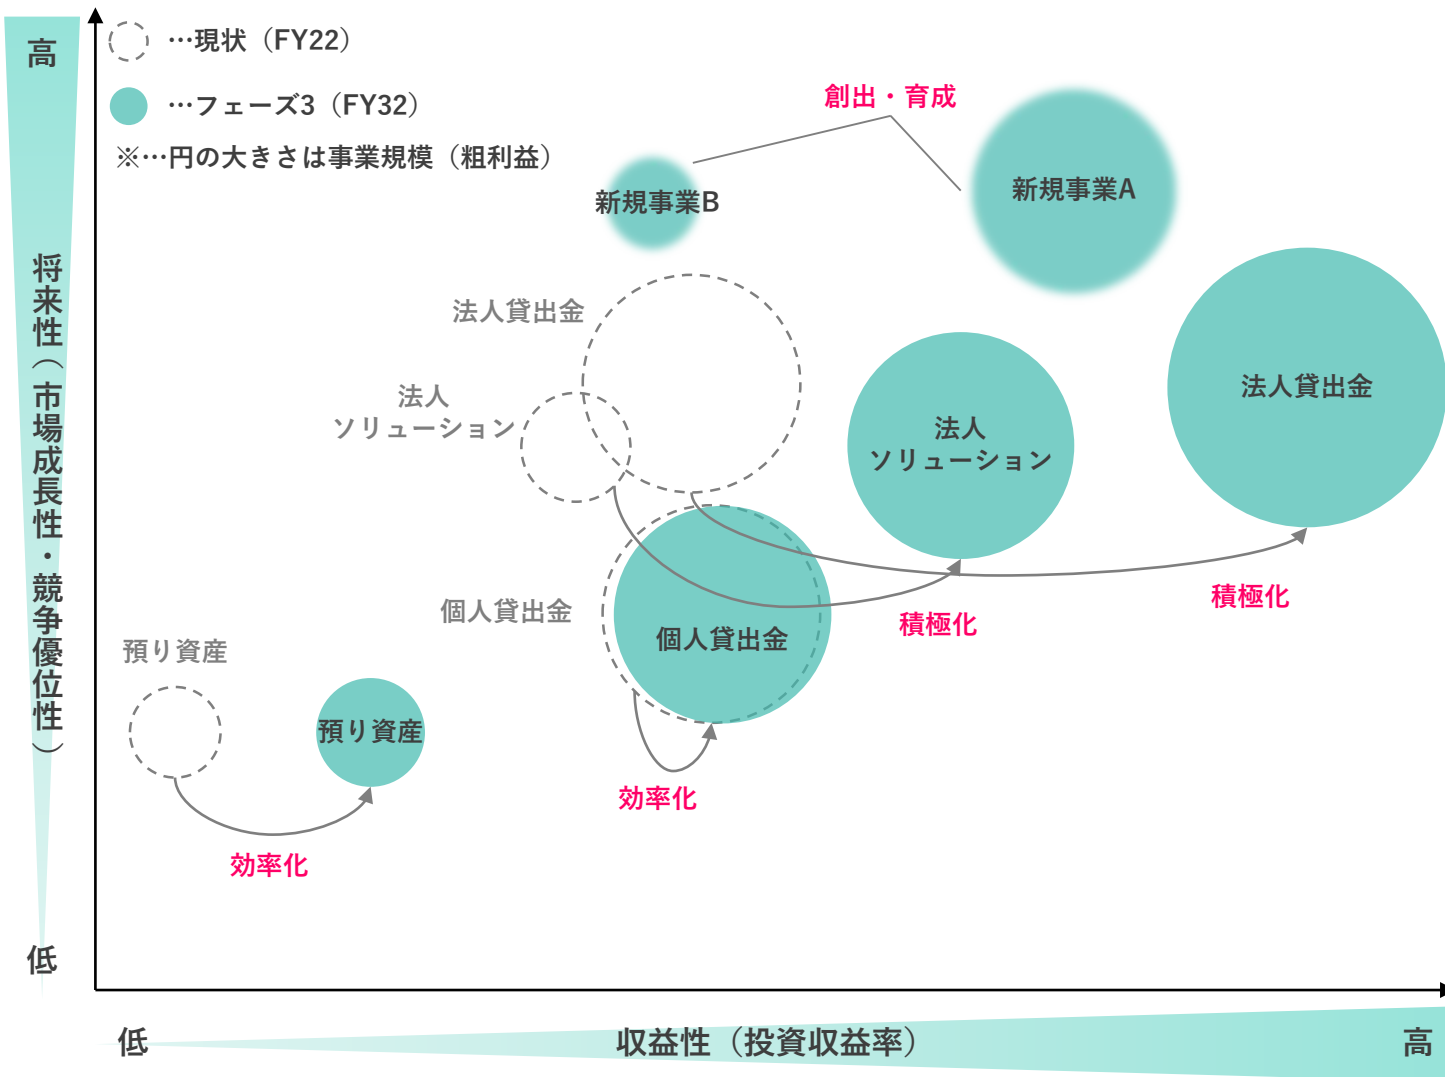 高
将来性（市場成長性・競争優位性）
低
…現状（FY22）
…フェーズ3（FY32）
※…円の大きさは事業規模（粗利益）
創出・育成
新規事業B
新規事業A
法人貸出金
法人
ソリューション
法人
ソリューション
法人貸出金
個人貸出金
個人貸出金
積極化
積極化
預り資産
預り資産
効率化
効率化
低
収益性（投資収益率）
高